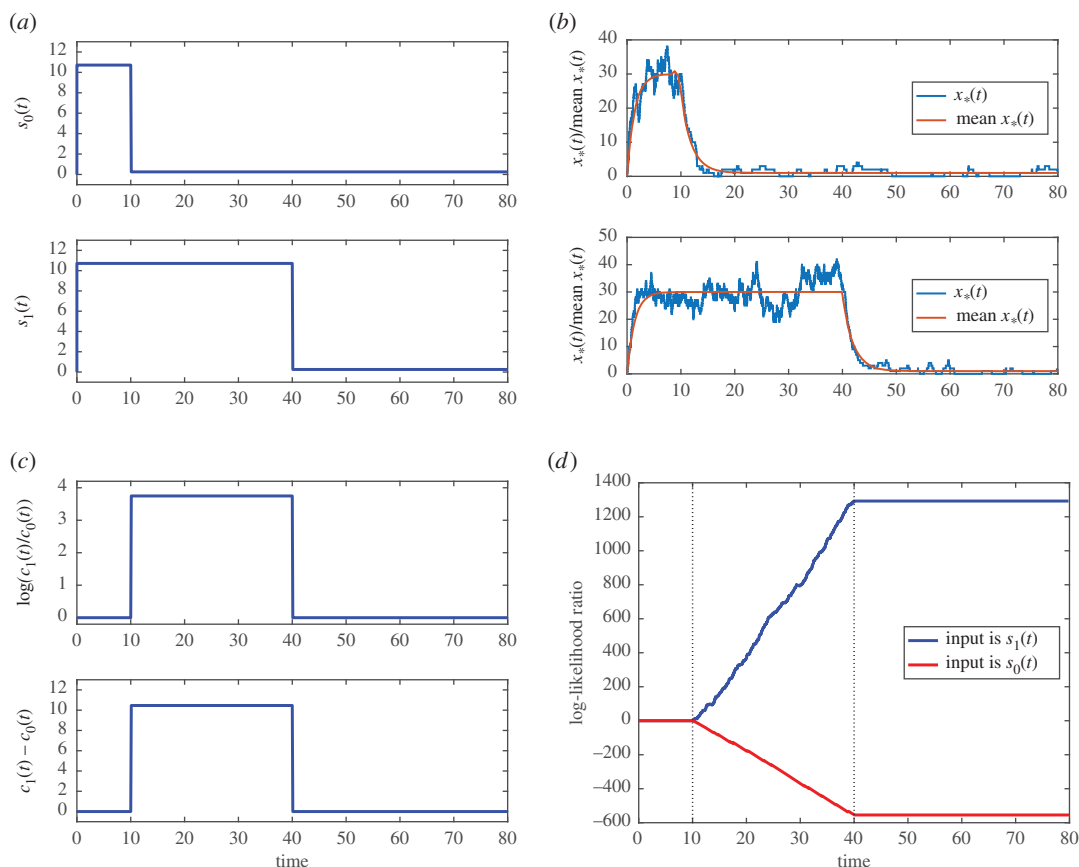 (a)
12
10
8
6
4
2
0
s0(t)
0 10 20 30 40 50 60 70 80
12
10
8
6
4
2
0
s1(t)
0 10 20 30 40 50 60 70 80
(b)
40
30
20
10
0
x*(t)/mean x*(t)
x*(t)
mean x*(t)
0 10 20 30 40 50 60 70 80
50
40
30
20
10
0
x*(t)/mean x*(t)
x*(t)
mean x*(t)
0 10 20 30 40 50 60 70 80
(c)
4
3
2
1
0
log(c1(t)/c0(t))
0 10 20 30 40 50 60 70 80
12
10
8
6
4
2
0
c1(t) – c0(t)
0 10 20 30 40 50 60 70 80
time
(d)
1400
1200
1000
800
600
400
200
0
−200
−400
−600
log-likelihood ratio
input is s1(t)
input is s0(t)
0 10 20 30 40 50 60 70 80
time